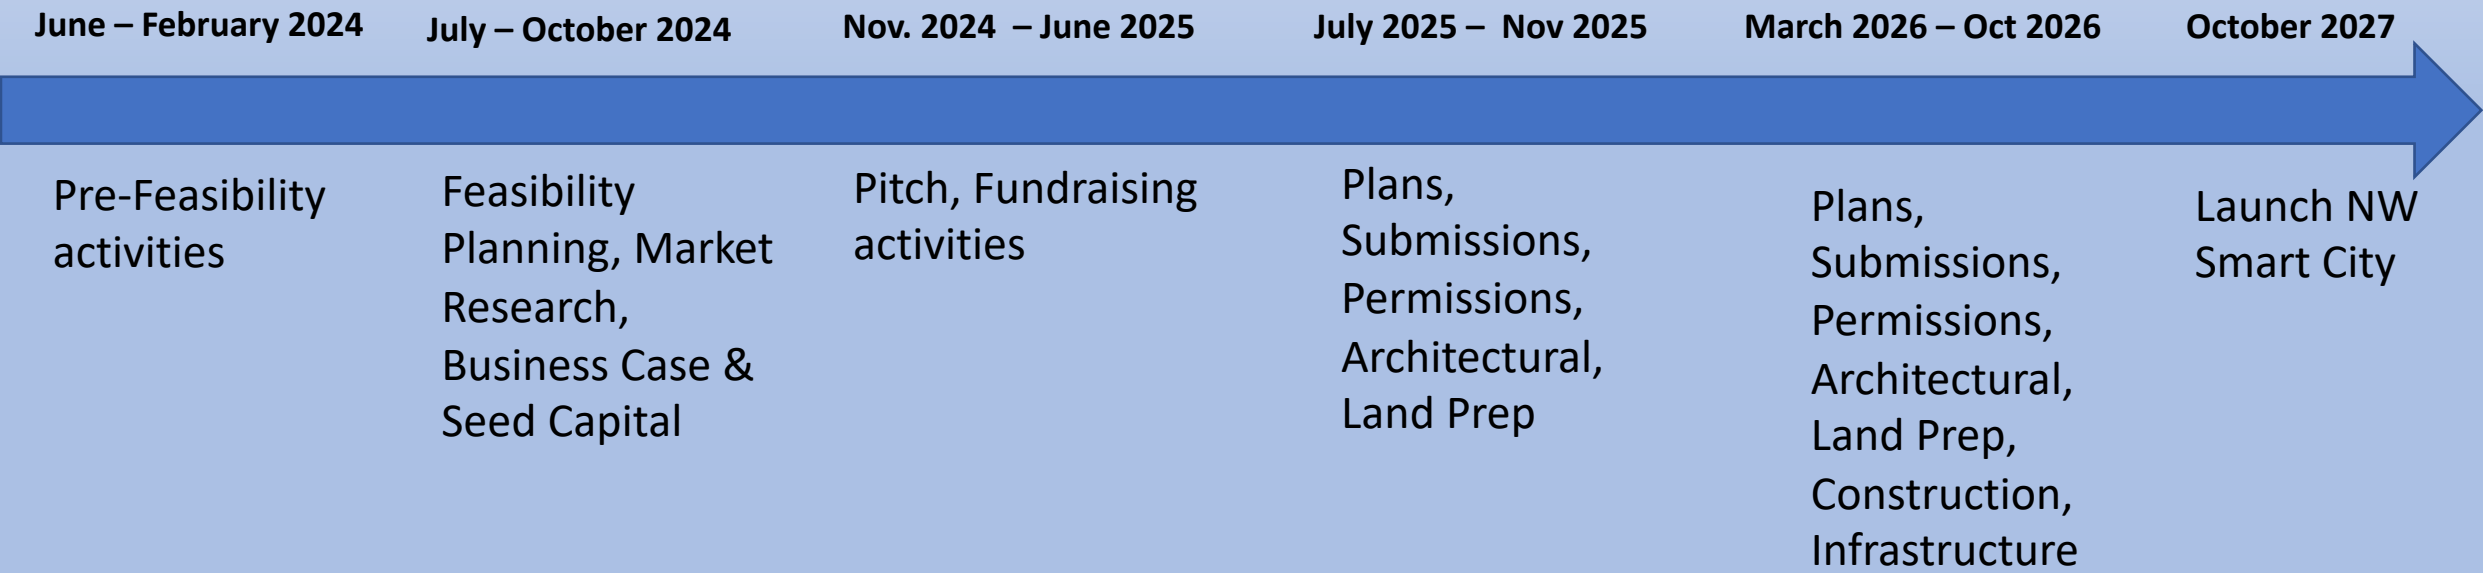 June – February 2024
July – October 2024
Nov. 2024 – June 2025
July 2025 – Nov 2025
March 2026 – Oct 2026
October 2027
Pre-Feasibility
activities
Feasibility
Planning, Market
Research,
Business Case &
Seed Capital
Pitch, Fundraising
activities
Plans,
Submissions,
Permissions,
Architectural,
Land Prep
Plans,
Submissions,
Permissions,
Architectural,
Land Prep,
Construction,
Infrastructure
Launch NW
Smart City